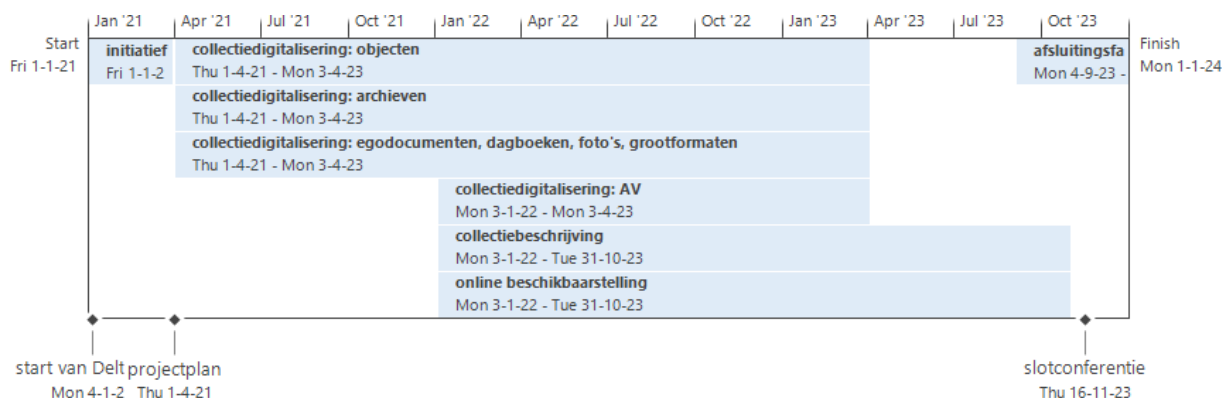 Jan '21 Apr '21 Jul '21 Oct '21 Jan '22 Apr '22 Jul '22 Oct '22 Jan '23 Apr '23 Jul '23 Oct '23
Start
Fri 1-1-21
initiatief
Fri 1-1-2
collectiedigitalisering: objecten
Thu 1-4-21 - Mon 3-4-23
afsluitingsfa
Mon 4-9-23 -
Finish
Mon 1-1-24
collectiedigitalisering: archieven
Thu 1-4-21 - Mon 3-4-23
collectiedigitalisering: egodocumenten, dagboeken, foto's, grootformaten
Thu 1-4-21 - Mon 3-4-23
collectiedigitalisering: AV
Mon 3-1-22 - Mon 3-4-23
collectiebeschrijving
Mon 3-1-22 - Tue 31-10-23
online beschikbaarstelling
Mon 3-1-22 - Tue 31-10-23
start van Delt
Mon 4-1-2
projectplan
Thu 1-4-21
slotconferentie
Thu 16-11-23